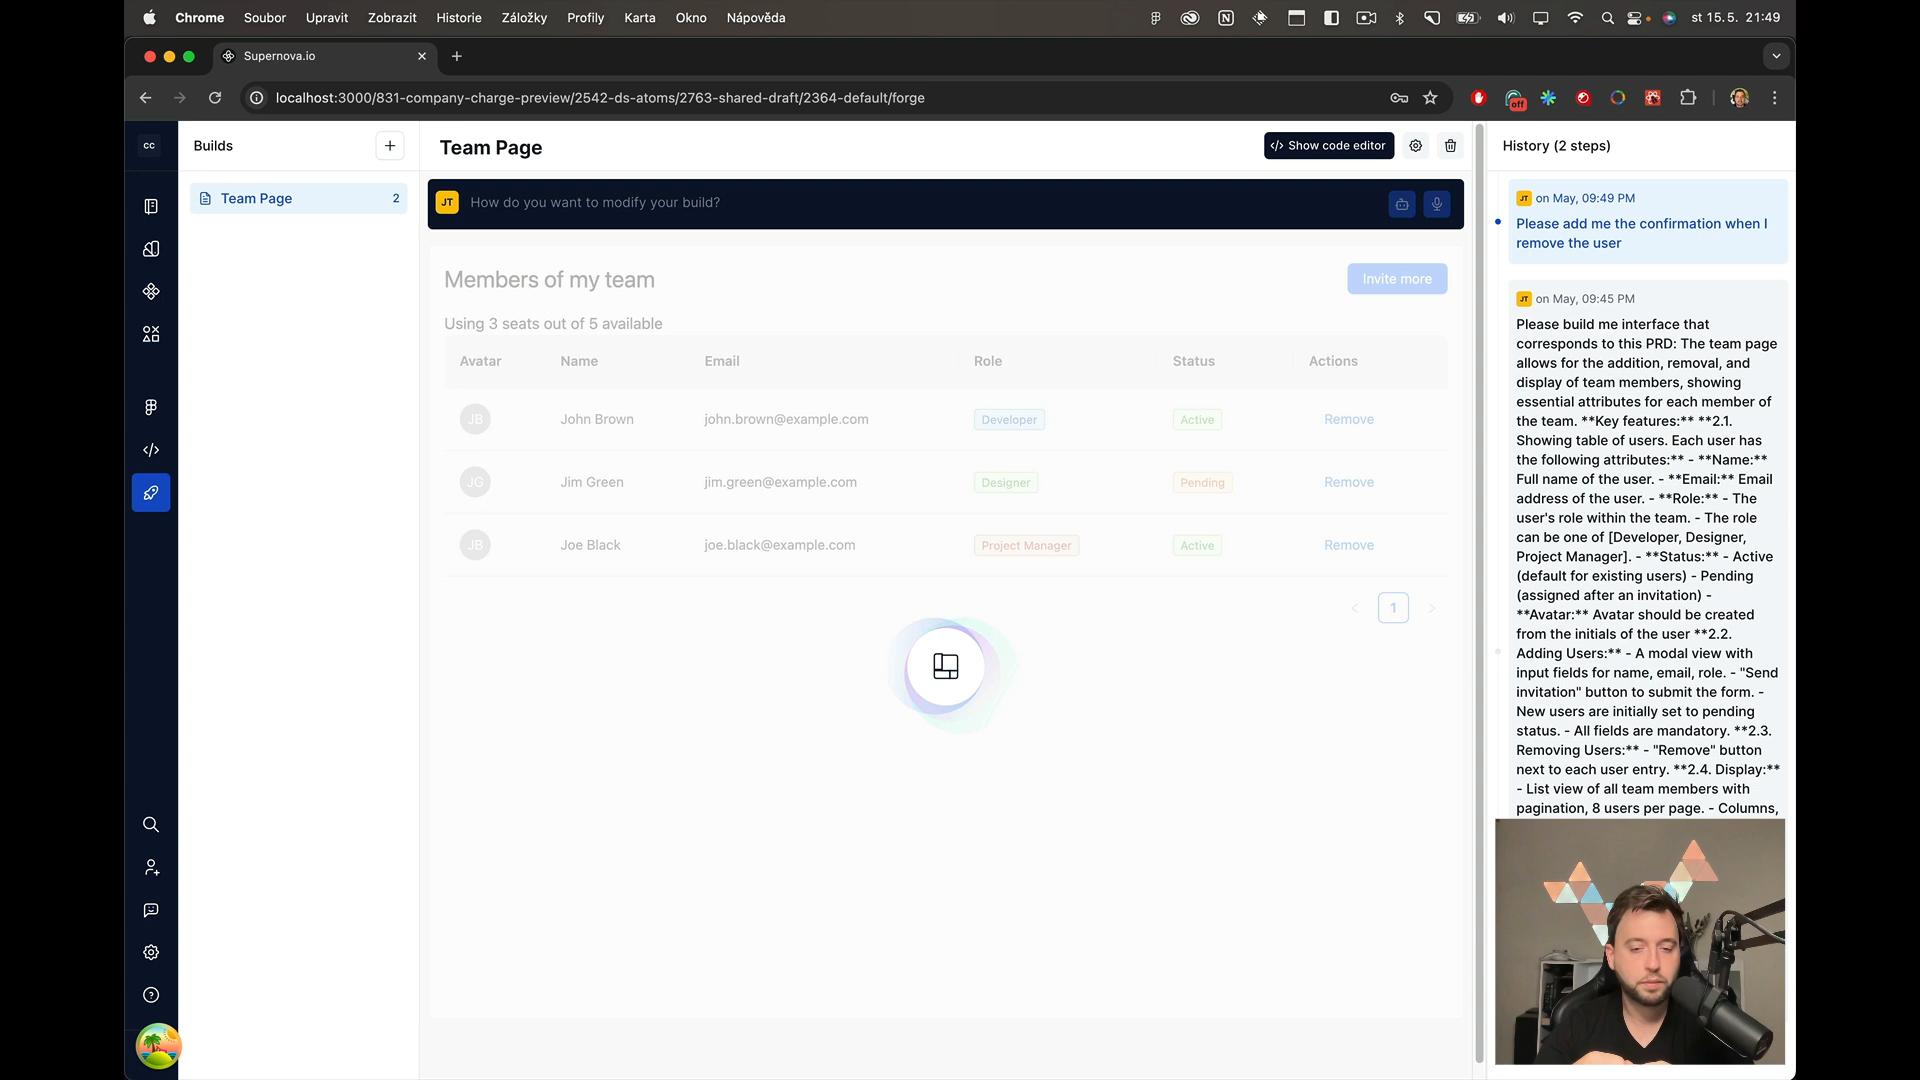 Chrome Soubor Upravit Zobrazit Historie Záložky Profily Karta Okno Nápověda st 15.5. 21:49
Supernova.io
localhost:3000/831-company-charge-preview/2542-ds-atoms/2763-shared-draft/2364-default/forge
off
CC
Builds
Team Page 2
Team Page
</> Show code editor
JT How do you want to modify your build?
Members of my team
Invite more
Using 3 seats out of 5 available
Avatar Name Email Role Status Actions
JB John Brown john.brown@example.com Developer Active Remove
JG Jim Green jim.green@example.com Designer Pending Remove
JB Joe Black joe.black@example.com Project Manager Active Remove
1
History (2 steps)
JT on May, 09:49 PM
Please add me the confirmation when I
remove the user
JT on May, 09:45 PM
Please build me interface that
corresponds to this PRD: The team page
allows for the addition, removal, and
display of team members, showing
essential attributes for each member of
the team. **Key features:** **2.1.
Showing table of users. Each user has
the following attributes:** - **Name:**
Full name of the user. - **Email:** Email
address of the user. - **Role:** - The
user's role within the team. - The role
can be one of [Developer, Designer,
Project Manager]. - **Status:** - Active
(default for existing users) - Pending
(assigned after an invitation) -
**Avatar:** Avatar should be created
from the initials of the user **2.2.
Adding Users:** - A modal view with
input fields for name, email, role. - "Send
invitation" button to submit the form. -
New users are initially set to pending
status. - All fields are mandatory. **2.3.
Removing Users:** - "Remove" button
next to each user entry. **2.4. Display:**
- List view of all team members with
pagination, 8 users per page. - Columns,